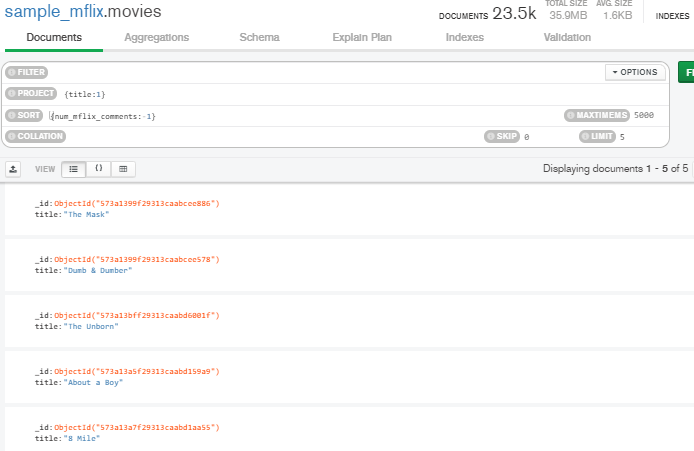 sample_mflix.movies
DOCUMENTS 23.5k TOTAL SIZE 35.9MB AVG. SIZE 1.6KB INDEXES
Documents Aggregations Schema Explain Plan Indexes Validation
FILTER OPTIONS
PROJECT {title:1}
SORT {num_mflix_comments:-1} MAXTIMEMS 5000
COLLATION SKIP 0 LIMIT 5
VIEW {} Displaying documents 1 - 5 of 5
_id:ObjectId("573a1399f29313caabcee886")
title:"The Mask"
_id:ObjectId("573a1399f29313caabcee578")
title:"Dumb & Dumber"
_id:ObjectId("573a13bff29313caabd6001f")
title:"The Unborn"
_id:ObjectId("573a13a5f29313caabd159a9")
title:"About a Boy"
_id:ObjectId("573a13a7f29313caabd1aa55")
title:"8 Mile"